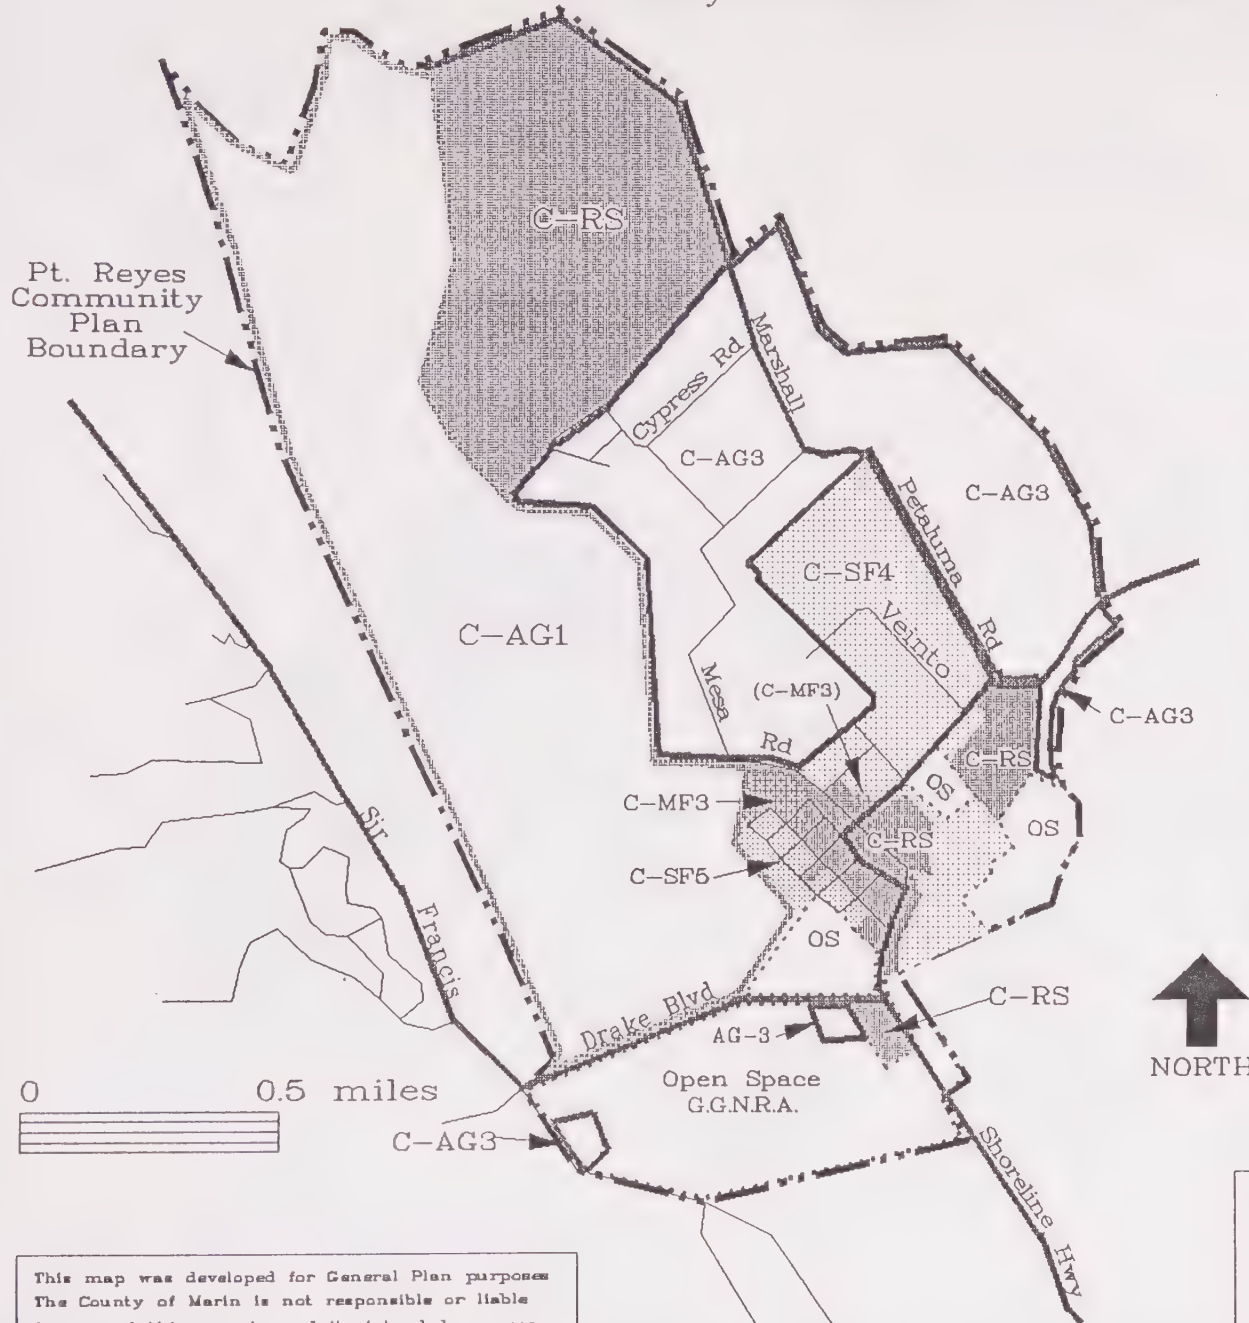 C-RS
Pt. Reyes
Community
Plan
Boundary
Cypress Rd
Marshall
C-AG3
Petaluma
Rd
C-AG3
C-SF4
Veinto
C-AG1
Mesa
Rd
(C-MF3)
C-AG3
C-RS
OS
OS
C-MF3
C-RS
C-SF5
OS
Sir
Francis
Drake Blvd
C-RS
AG-3
NORTH
Open Space
G.G.N.R.A.
0 0.5 miles
C-AG3
Shoreline Hwy
This map was developed for General Plan purposes
The County of Marin is not responsible or liable